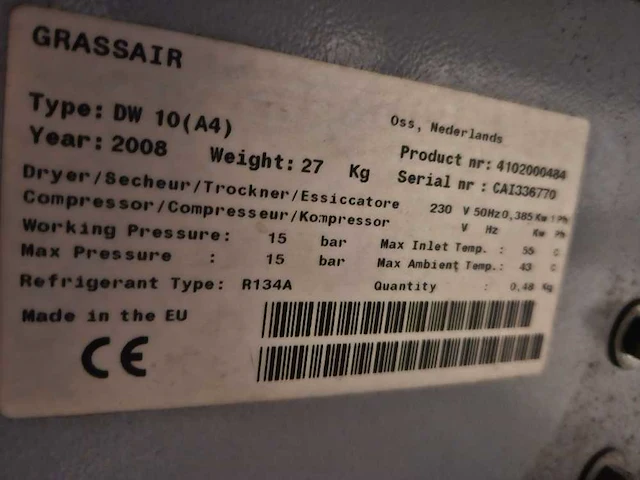 GRASSAIR
Oss, Nederlands
Type: DW 10(A4)
Product nr: 4102000484
Year: 2008 Weight: 27 Kg
Serial nr : CAI336770
Dryer/Secheur/Trockner/Essiccatore 230 V 50Hz 0,385 Kw 1 Ph
Compressor/Compresseur/Kompressor V Hz Kw Ph
Working Pressure: 15 bar Max Inlet Temp. : 55 C
Max Pressure : 15 bar Max Ambient Temp.: 43 C
Refrigerant Type: R134A Quantity : 0,48 Kg
Made in the EU
CE